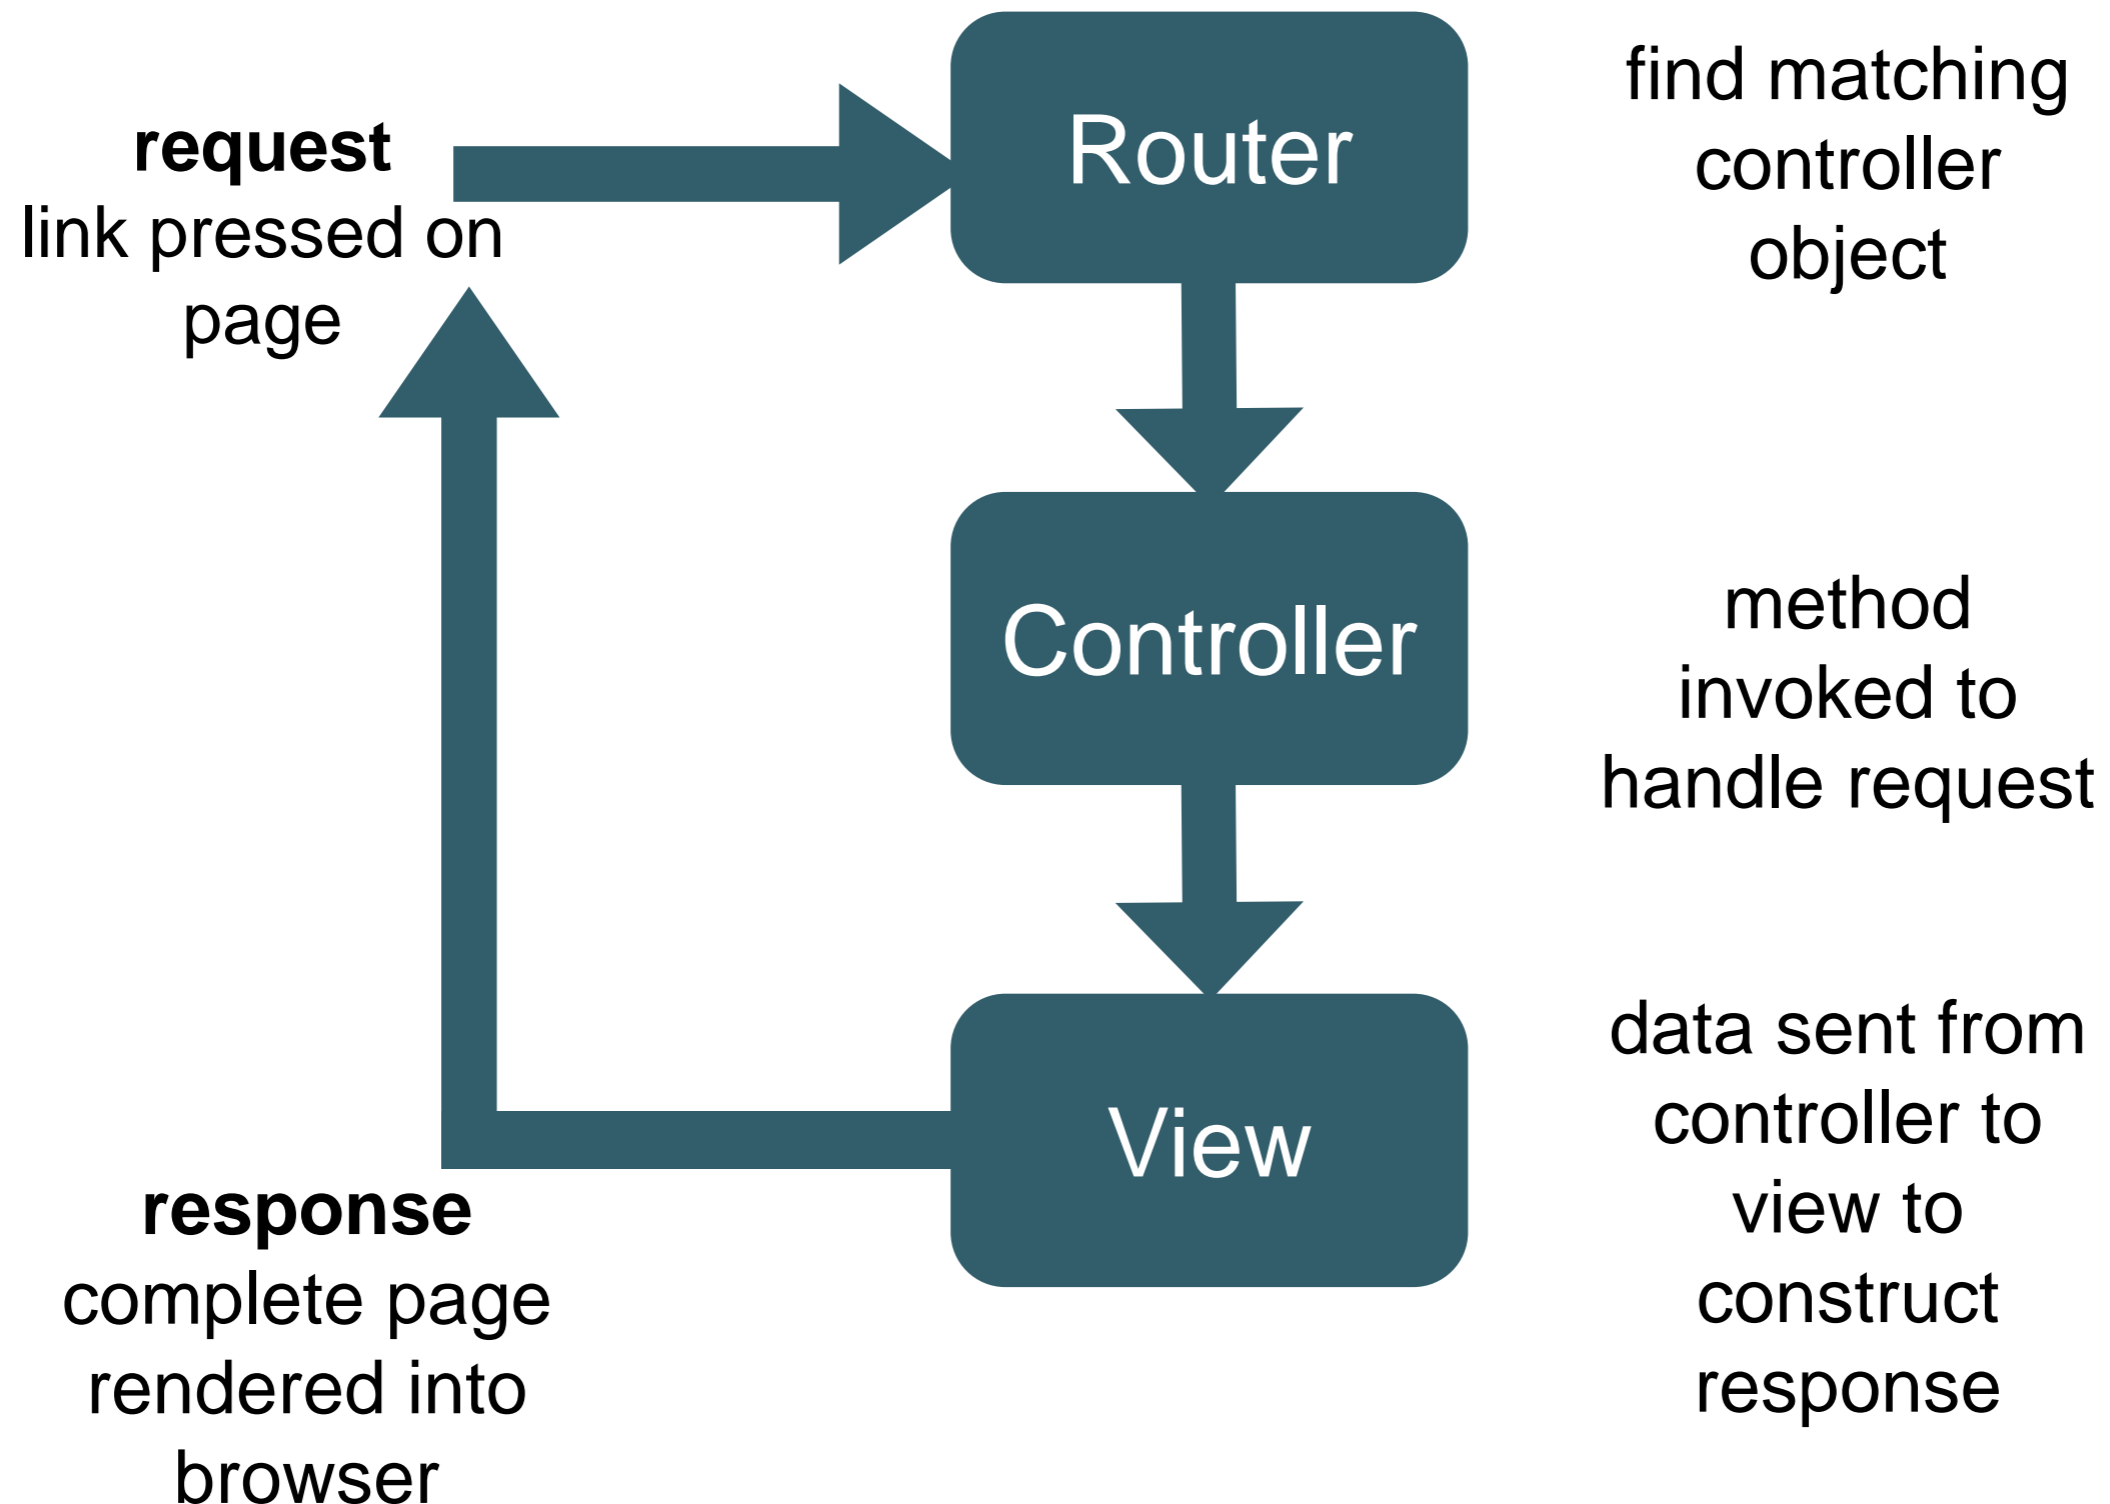 request
link pressed on
page
Router
find matching
controller
object
Controller
method
invoked to
handle request
View
data sent from
controller to
view to
construct
response
response
complete page
rendered into
browser